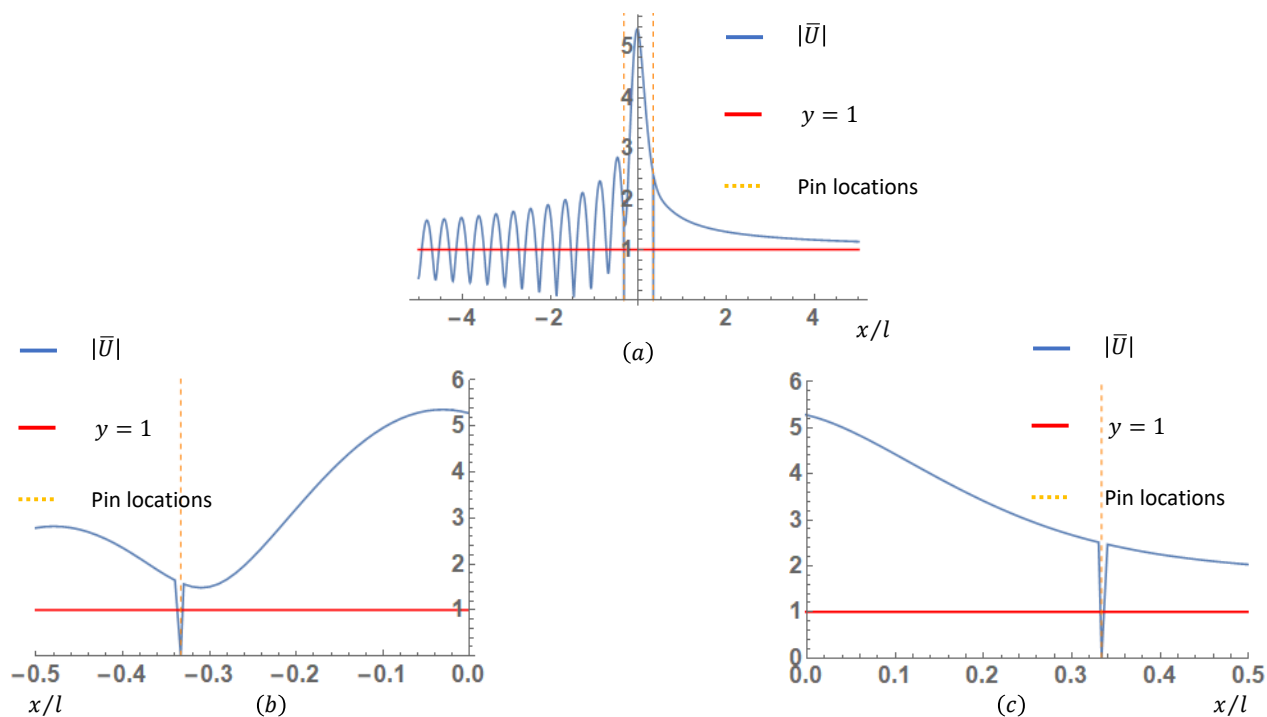 |U̅|
y = 1
Pin locations
5
4
3
2
1
−4 −2 2 4
x/l
(a)
|U̅|
y = 1
Pin locations
6
5
4
3
2
1
−0.5 −0.4 −0.3 −0.2 −0.1 0.0
x/l
(b)
|U̅|
y = 1
Pin locations
6
5
4
3
2
1
0
0.0 0.1 0.2 0.3 0.4 0.5
x/l
(c)